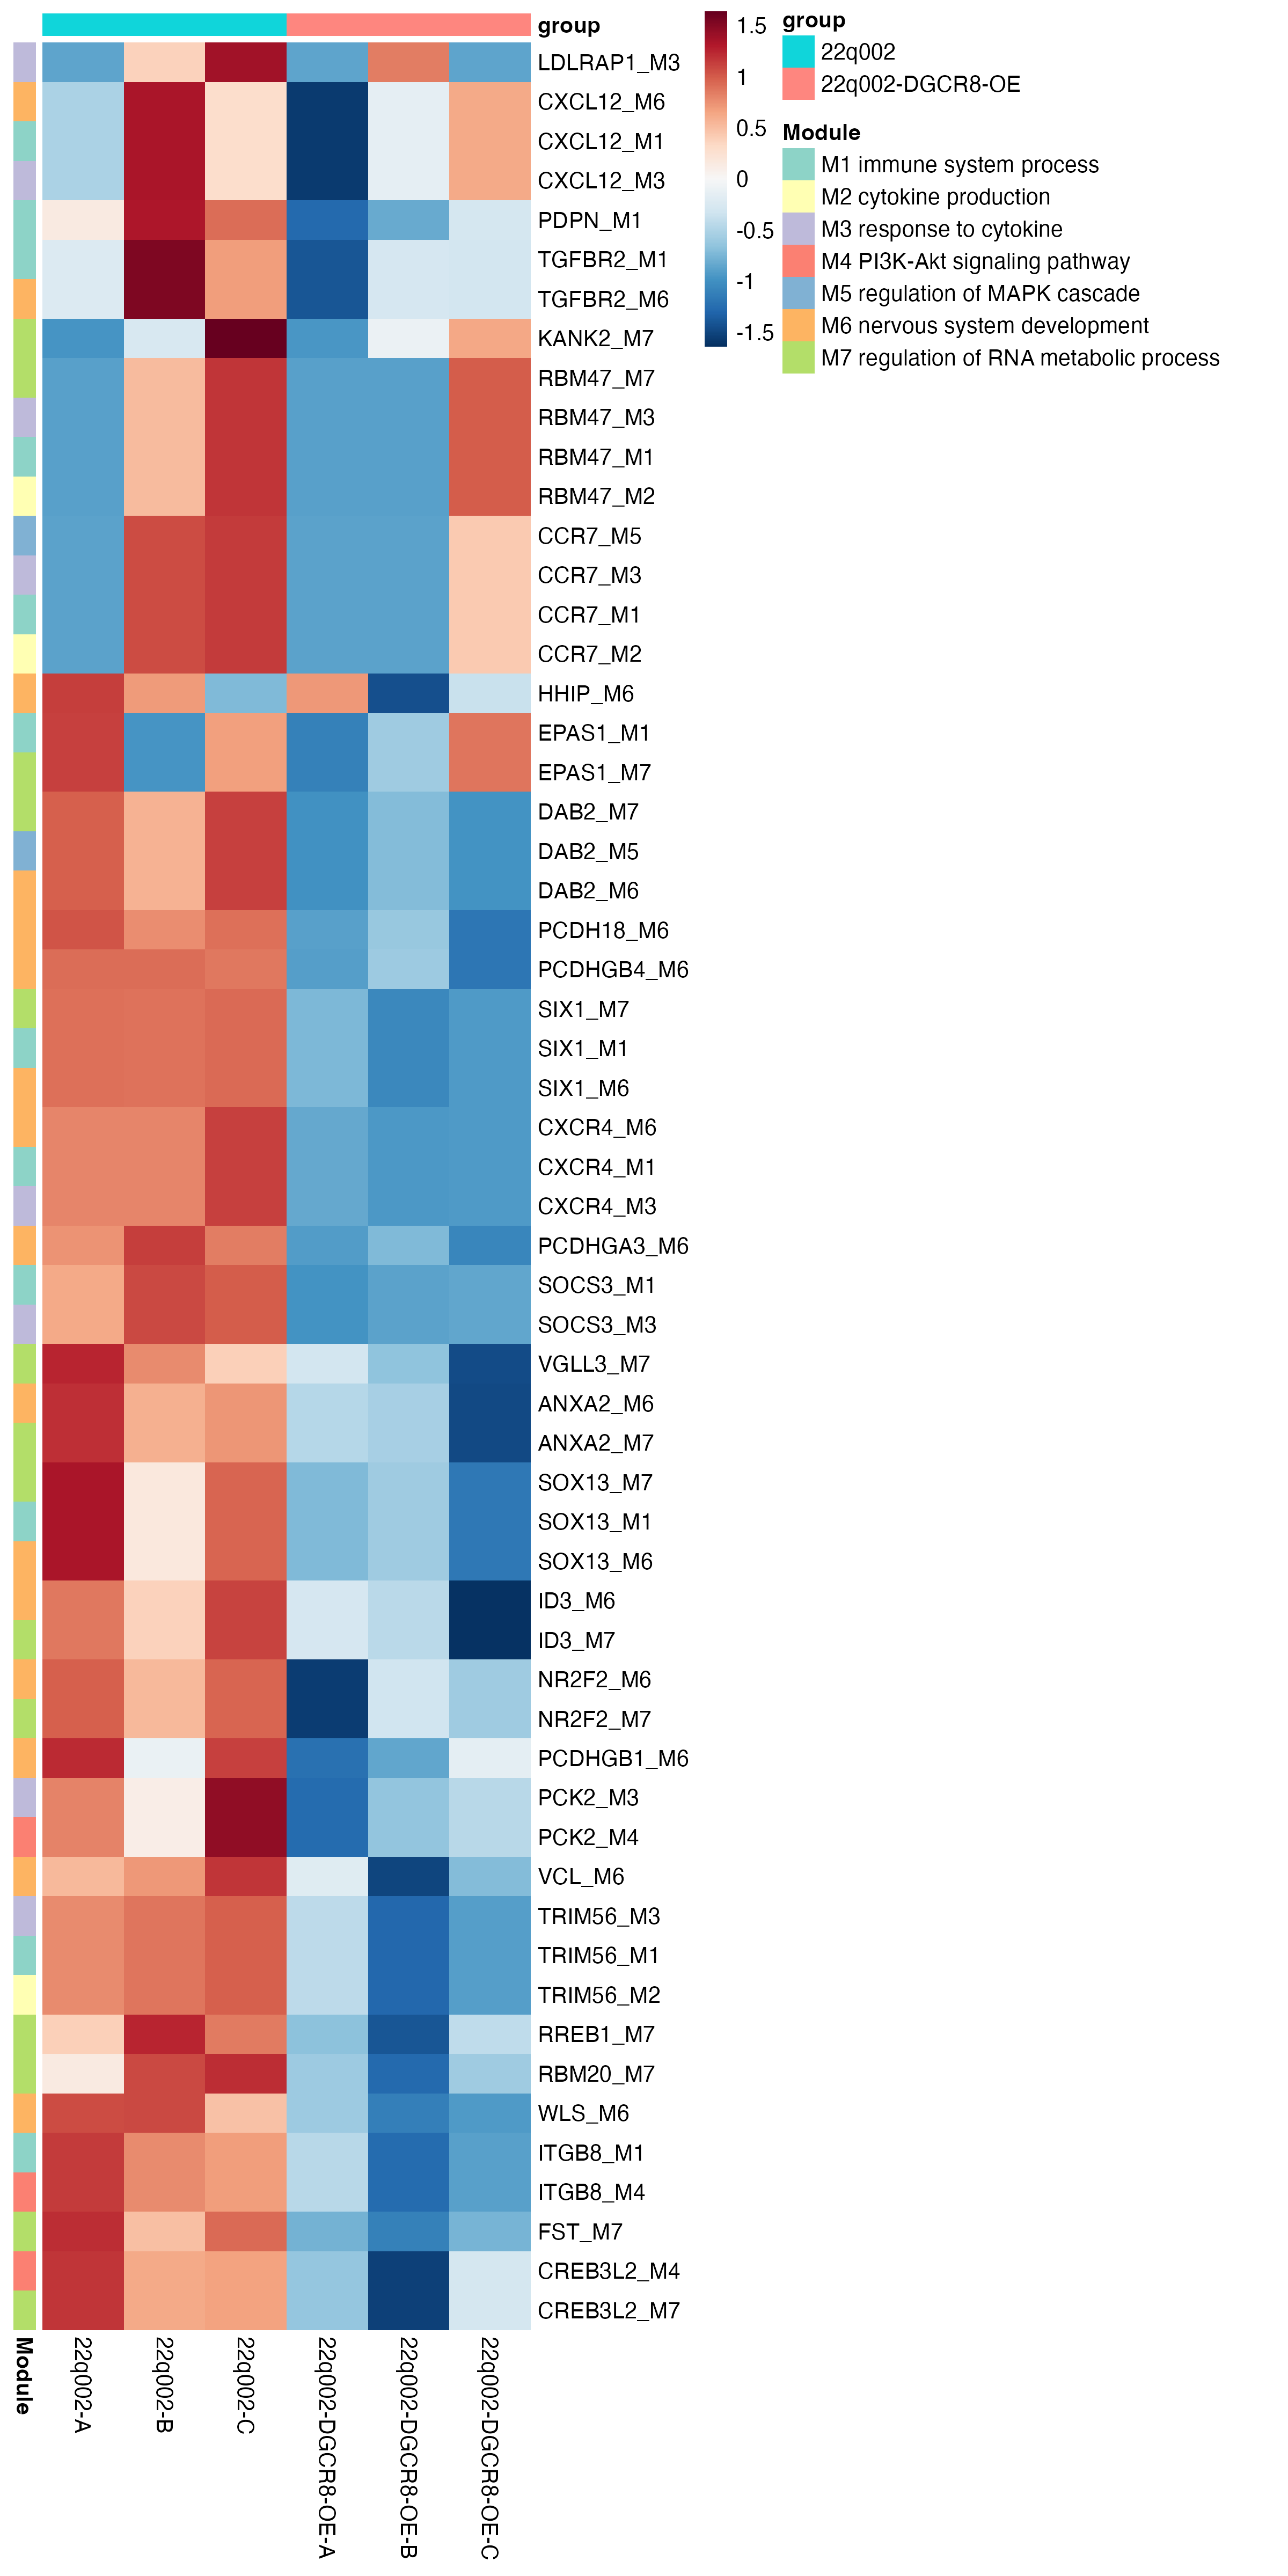 group
LDLRAP1_M3
CXCL12_M6
CXCL12_M1
CXCL12_M3
PDPN_M1
TGFBR2_M1
TGFBR2_M6
KANK2_M7
RBM47_M7
RBM47_M3
RBM47_M1
RBM47_M2
CCR7_M5
CCR7_M3
CCR7_M1
CCR7_M2
HHIP_M6
EPAS1_M1
EPAS1_M7
DAB2_M7
DAB2_M5
DAB2_M6
PCDH18_M6
PCDHGB4_M6
SIX1_M7
SIX1_M1
SIX1_M6
CXCR4_M6
CXCR4_M1
CXCR4_M3
PCDHGA3_M6
SOCS3_M1
SOCS3_M3
VGLL3_M7
ANXA2_M6
ANXA2_M7
SOX13_M7
SOX13_M1
SOX13_M6
ID3_M6
ID3_M7
NR2F2_M6
NR2F2_M7
PCDHGB1_M6
PCK2_M3
PCK2_M4
VCL_M6
TRIM56_M3
TRIM56_M1
TRIM56_M2
RREB1_M7
RBM20_M7
WLS_M6
ITGB8_M1
ITGB8_M4
FST_M7
CREB3L2_M4
CREB3L2_M7
Module
22q002-A
22q002-B
22q002-C
22q002-DGCR8-OE-A
22q002-DGCR8-OE-B
22q002-DGCR8-OE-C
1.5
1
0.5
0
-0.5
-1
-1.5
group
22q002
22q002-DGCR8-OE
Module
M1 immune system process
M2 cytokine production
M3 response to cytokine
M4 PI3K-Akt signaling pathway
M5 regulation of MAPK cascade
M6 nervous system development
M7 regulation of RNA metabolic process